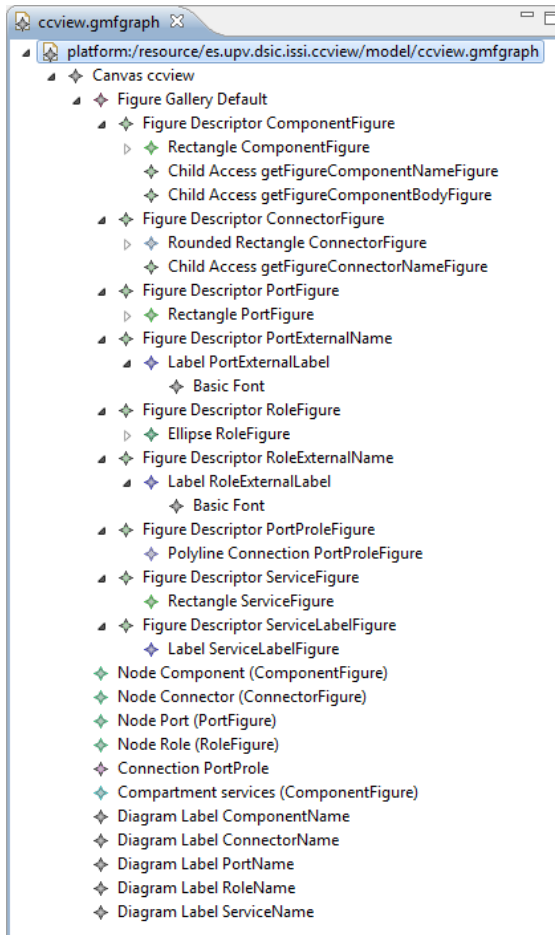 ccview.gmfgraph
platform:/resource/es.upv.dsic.issi.ccview/model/ccview.gmfgraph
Canvas ccview
Figure Gallery Default
Figure Descriptor ComponentFigure
Rectangle ComponentFigure
Child Access getFigureComponentNameFigure
Child Access getFigureComponentBodyFigure
Figure Descriptor ConnectorFigure
Rounded Rectangle ConnectorFigure
Child Access getFigureConnectorNameFigure
Figure Descriptor PortFigure
Rectangle PortFigure
Figure Descriptor PortExternalName
Label PortExternalLabel
Basic Font
Figure Descriptor RoleFigure
Ellipse RoleFigure
Figure Descriptor RoleExternalName
Label RoleExternalLabel
Basic Font
Figure Descriptor PortProleFigure
Polyline Connection PortProleFigure
Figure Descriptor ServiceFigure
Rectangle ServiceFigure
Figure Descriptor ServiceLabelFigure
Label ServiceLabelFigure
Node Component (ComponentFigure)
Node Connector (ConnectorFigure)
Node Port (PortFigure)
Node Role (RoleFigure)
Connection PortProle
Compartment services (ComponentFigure)
Diagram Label ComponentName
Diagram Label ConnectorName
Diagram Label PortName
Diagram Label RoleName
Diagram Label ServiceName